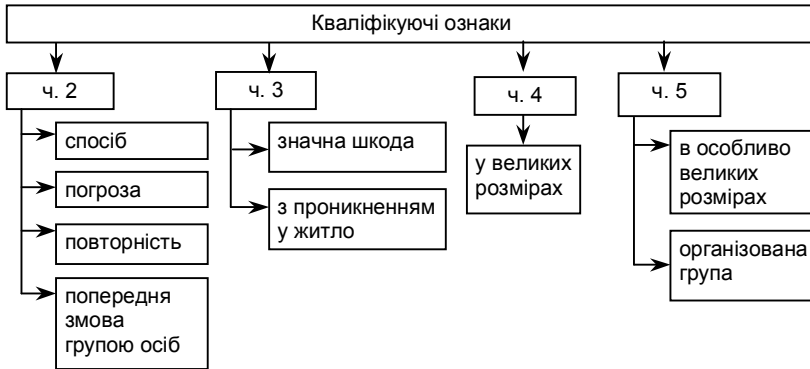 Кваліфікуючі ознаки
ч. 2
спосіб
погроза
повторність
попередня
змова
групою осіб
ч. 3
значна шкода
з проникненням
у житло
ч. 4
у великих
розмірах
ч. 5
в особливо
великих
розмірах
організована
група